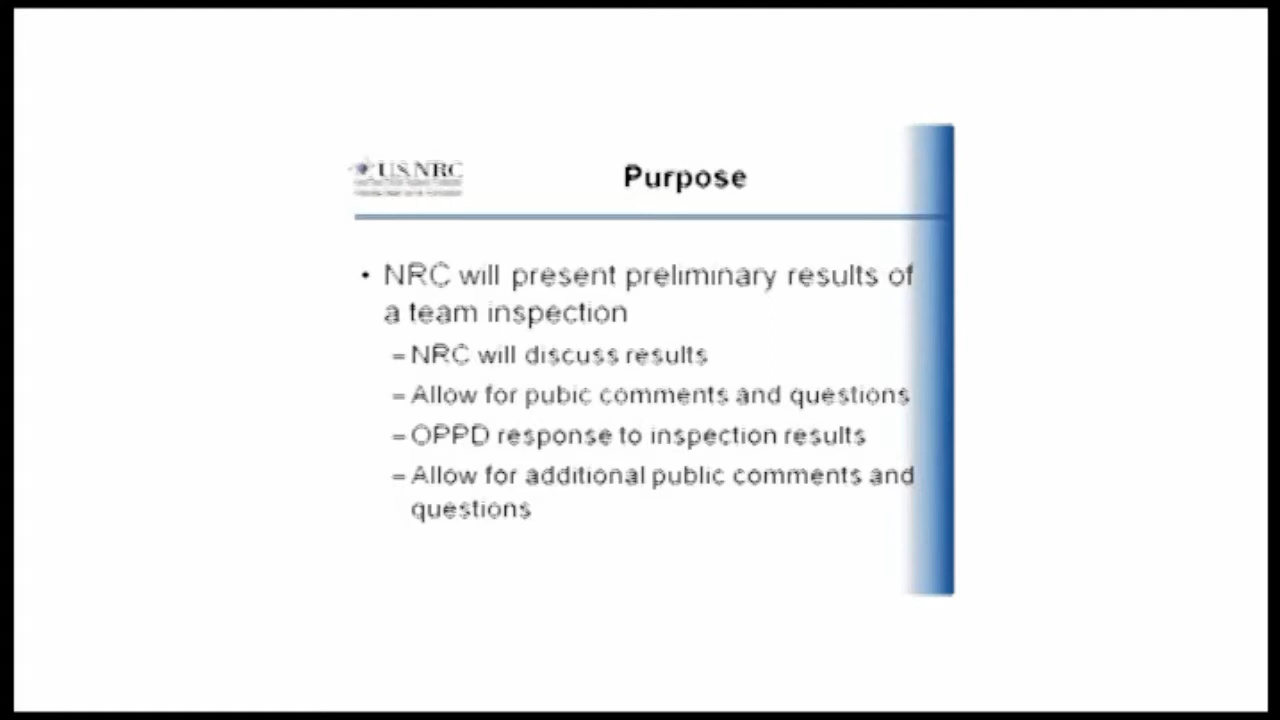 U.S.NRC
Purpose
• NRC will present preliminary results of
a team inspection
– NRC will discuss results
– Allow for pubic comments and questions
– OPPD response to inspection results
– Allow for additional public comments and
questions